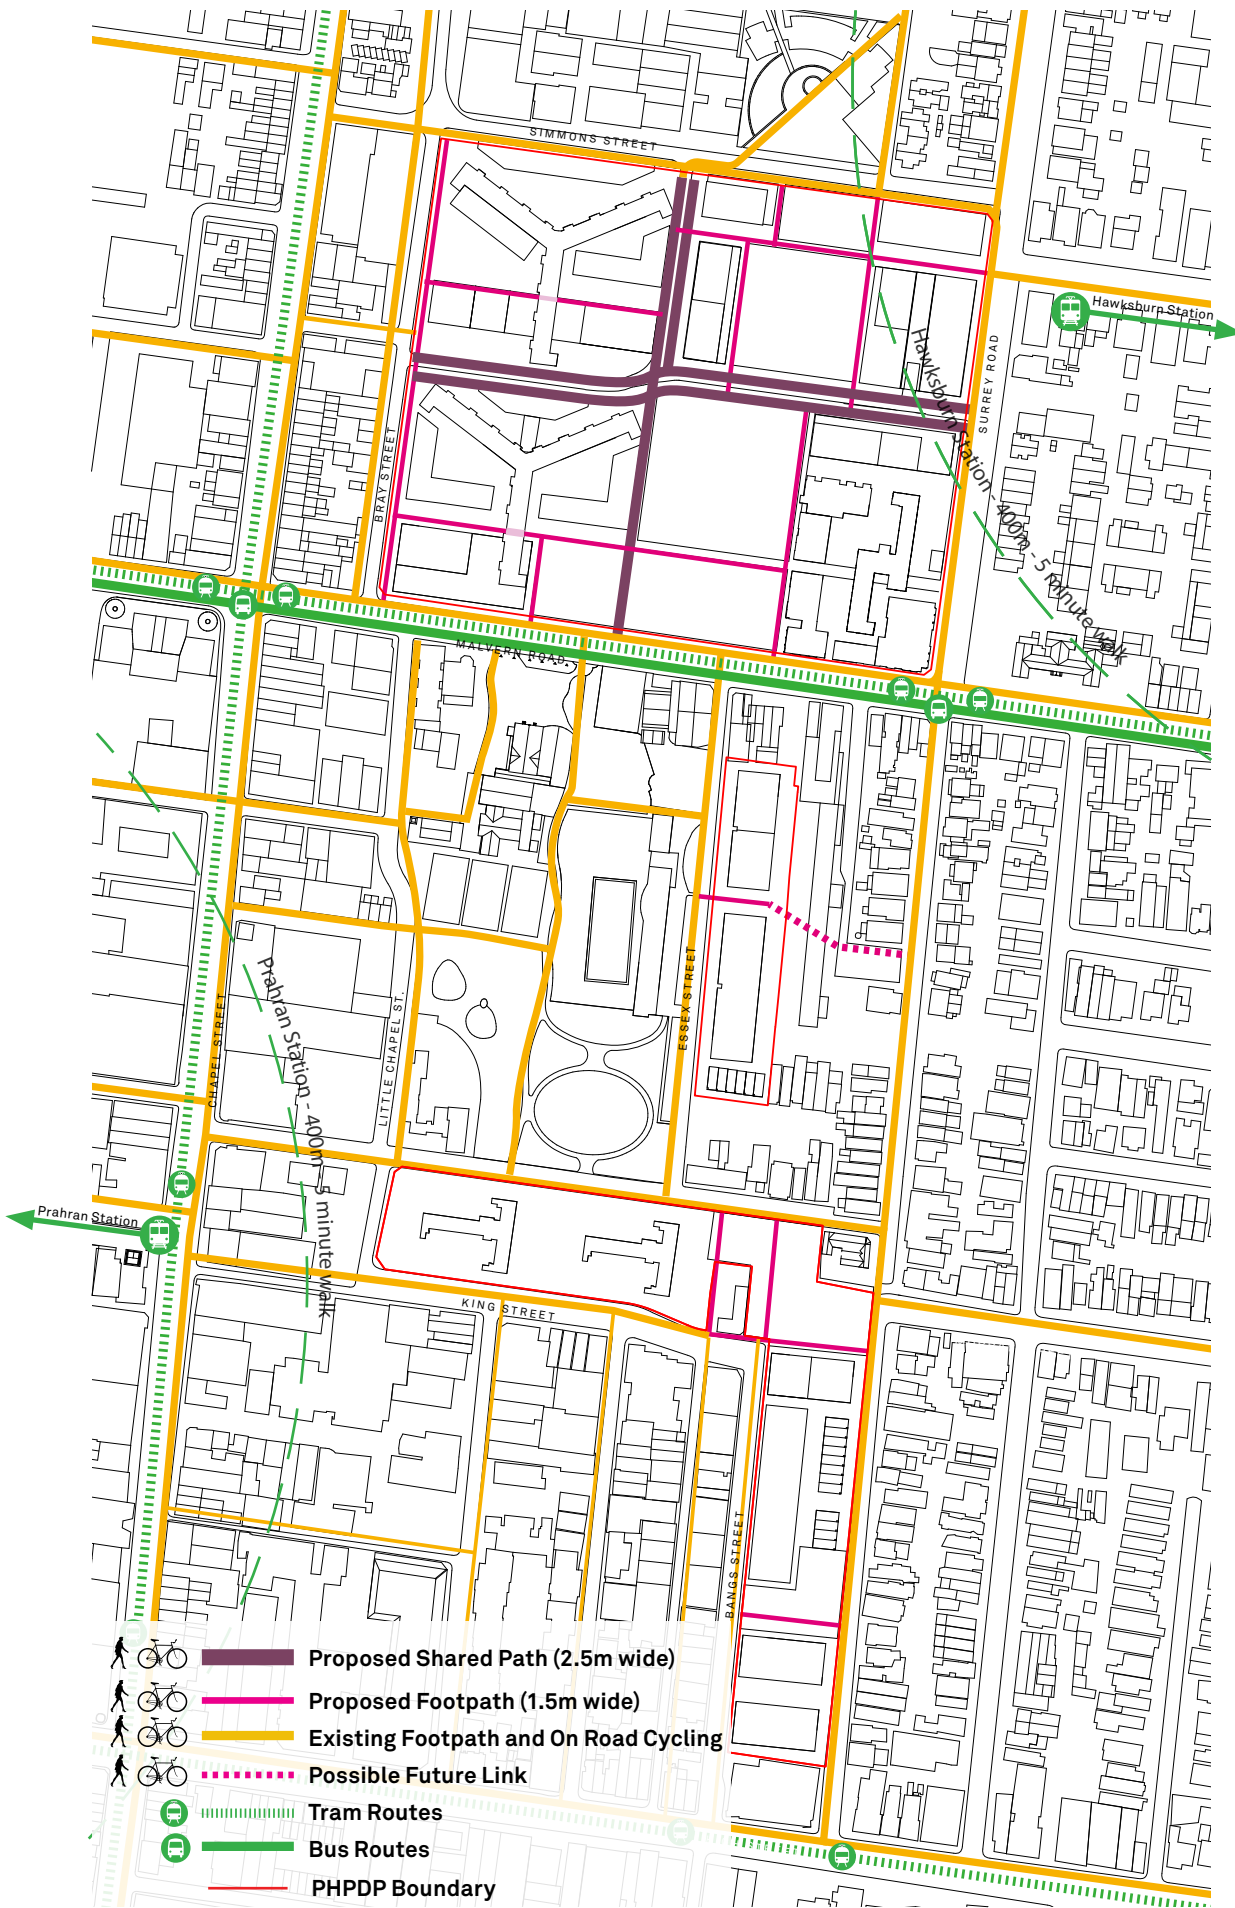 SIMMONS STREET
Hawksburn Station
SURREY ROAD
Hawksburn Station - 400m - 5 minute walk
BRAY STREET
MALVERN ROAD
ESSEX STREET
Prahran Station - 400m - 5 minute walk
CHAPEL STREET
LITTLE CHAPEL ST.
Prahran Station
KING STREET
BANGS STREET
Proposed Shared Path (2.5m wide)
Proposed Footpath (1.5m wide)
Existing Footpath and On Road Cycling
Possible Future Link
Tram Routes
Bus Routes
PHPDP Boundary